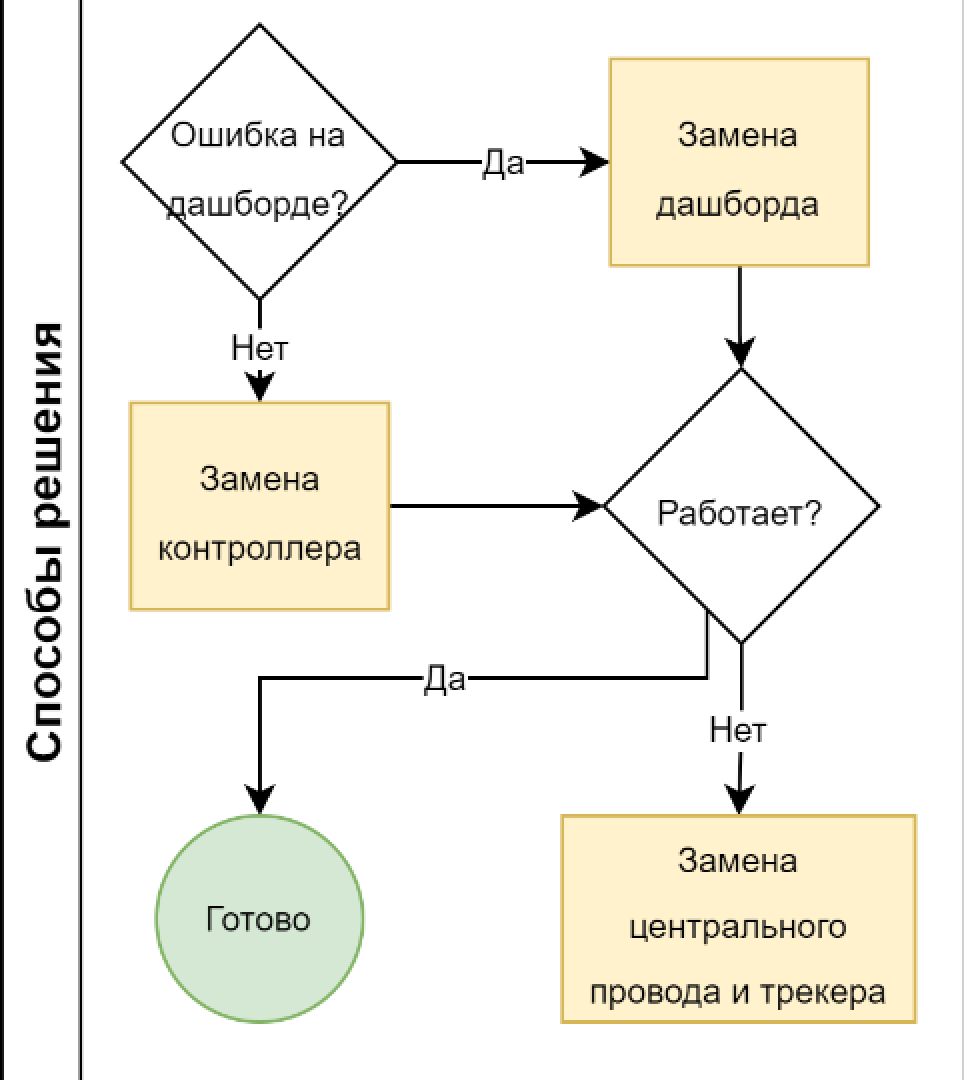 Способы решения
Ошибка на
дашборде?
Да
Замена
дашборда
Нет
Замена
контроллера
Работает?
Да
Нет
Готово
Замена
центрального
провода и трекера